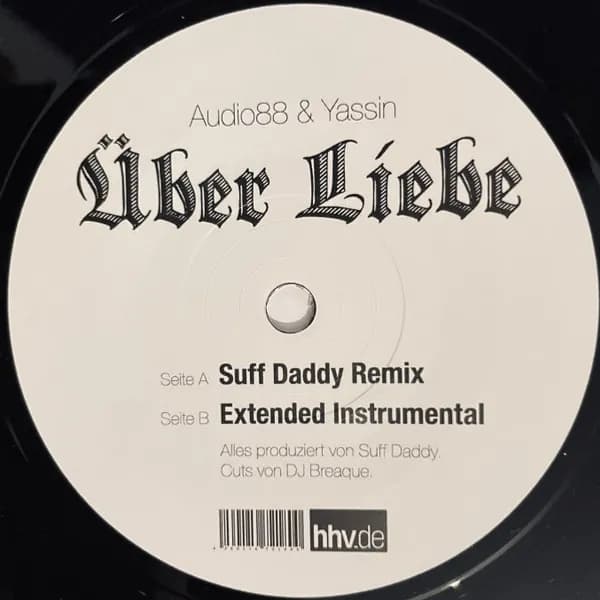 Audio88 & Yassin
Über Liebe
Seite A Suff Daddy Remix
Seite B Extended Instrumental
Alles produziert von Suff Daddy.
Cuts von DJ Breaque.
hhv.de